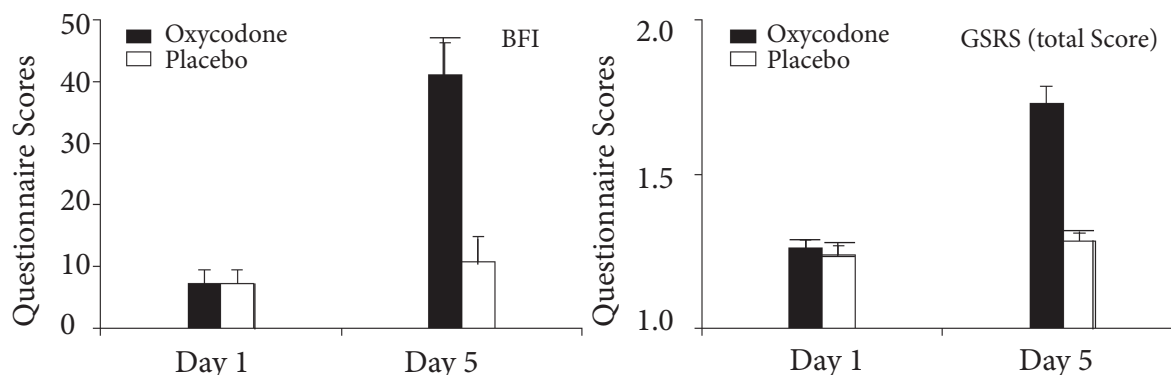 Questionnaire Scores
50
40
30
20
10
0
Oxycodone
Placebo
BFI
Day 1
Day 5
Questionnaire Scores
2.0
1.5
1.0
Oxycodone
Placebo
GSRS (total Score)
Day 1
Day 5